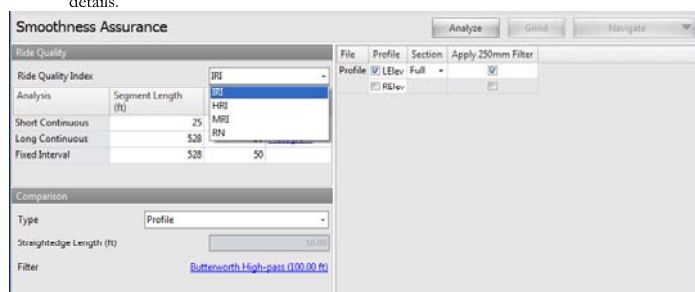 details.
Smoothness Assurance
Analyze Grind Navigate
Ride Quality
Ride Quality Index IRI
IRI
HRI
MRI
RN
Analysis Segment Length (ft)
Short Continuous 25
Long Continuous 528
Fixed Interval 528 50
Comparison
Type Profile
Straightedge Length (ft) 10.00
Filter Butterworth High-pass (100.00 ft)
File Profile Section Apply 250mm Filter
Profile LElev Full
RElev